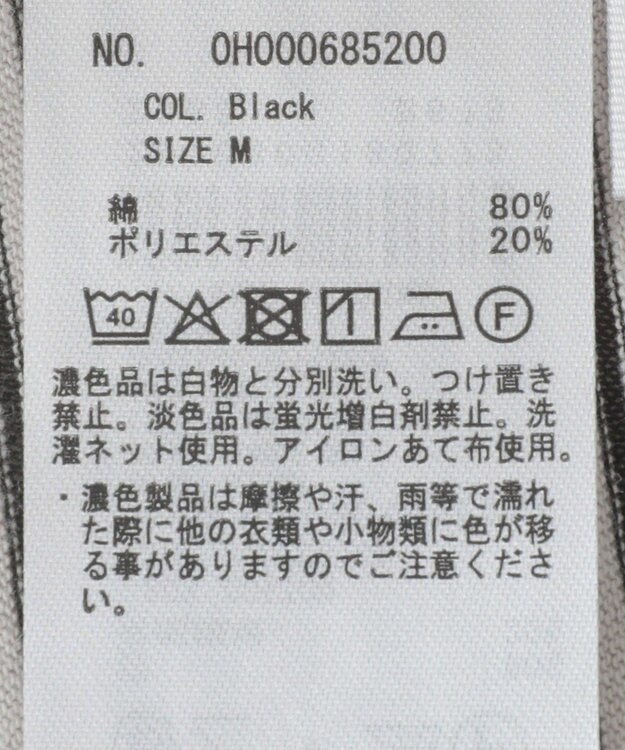 NO. 0H000685200
COL. Black
SIZE M
綿 80%
ポリエステル 20%
40 F
濃色品は白物と分別洗い。つけ置き
禁止。淡色品は蛍光増白剤禁止。洗
濯ネット使用。アイロンあて布使用。
・濃色製品は摩擦や汗、雨等で濡れ
た際に他の衣類や小物類に色が移
る事がありますのでご注意くださ
い。